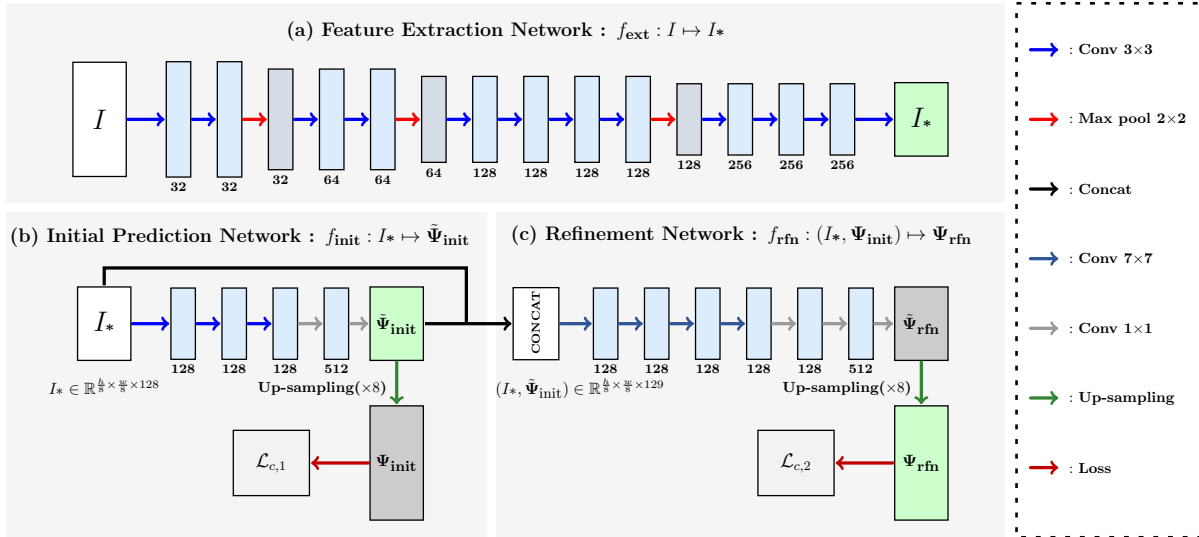 (a) Feature Extraction Network : f_ext : I ↦ I_*
I
I_*
32 32 32 64 64 64 128 128 128 128 128 256 256 256
(b) Initial Prediction Network : f_init : I_* ↦ Ψ̃_init
I_*
Ψ̃_init
128 128 128 512
I_* ∈ ℝ^{h/8 × w/8 × 128}
Up-sampling(×8)
ℒ_{c,1}
Ψ_init
(c) Refinement Network : f_rfn : (I_*, Ψ_init) ↦ Ψ_rfn
CONCAT
Ψ̃_rfn
128 128 128 128 128 512
(I_*, Ψ̃_init) ∈ ℝ^{h/8 × w/8 × 129}
Up-sampling(×8)
ℒ_{c,2}
Ψ_rfn
: Conv 3×3
: Max pool 2×2
: Concat
: Conv 7×7
: Conv 1×1
: Up-sampling
: Loss